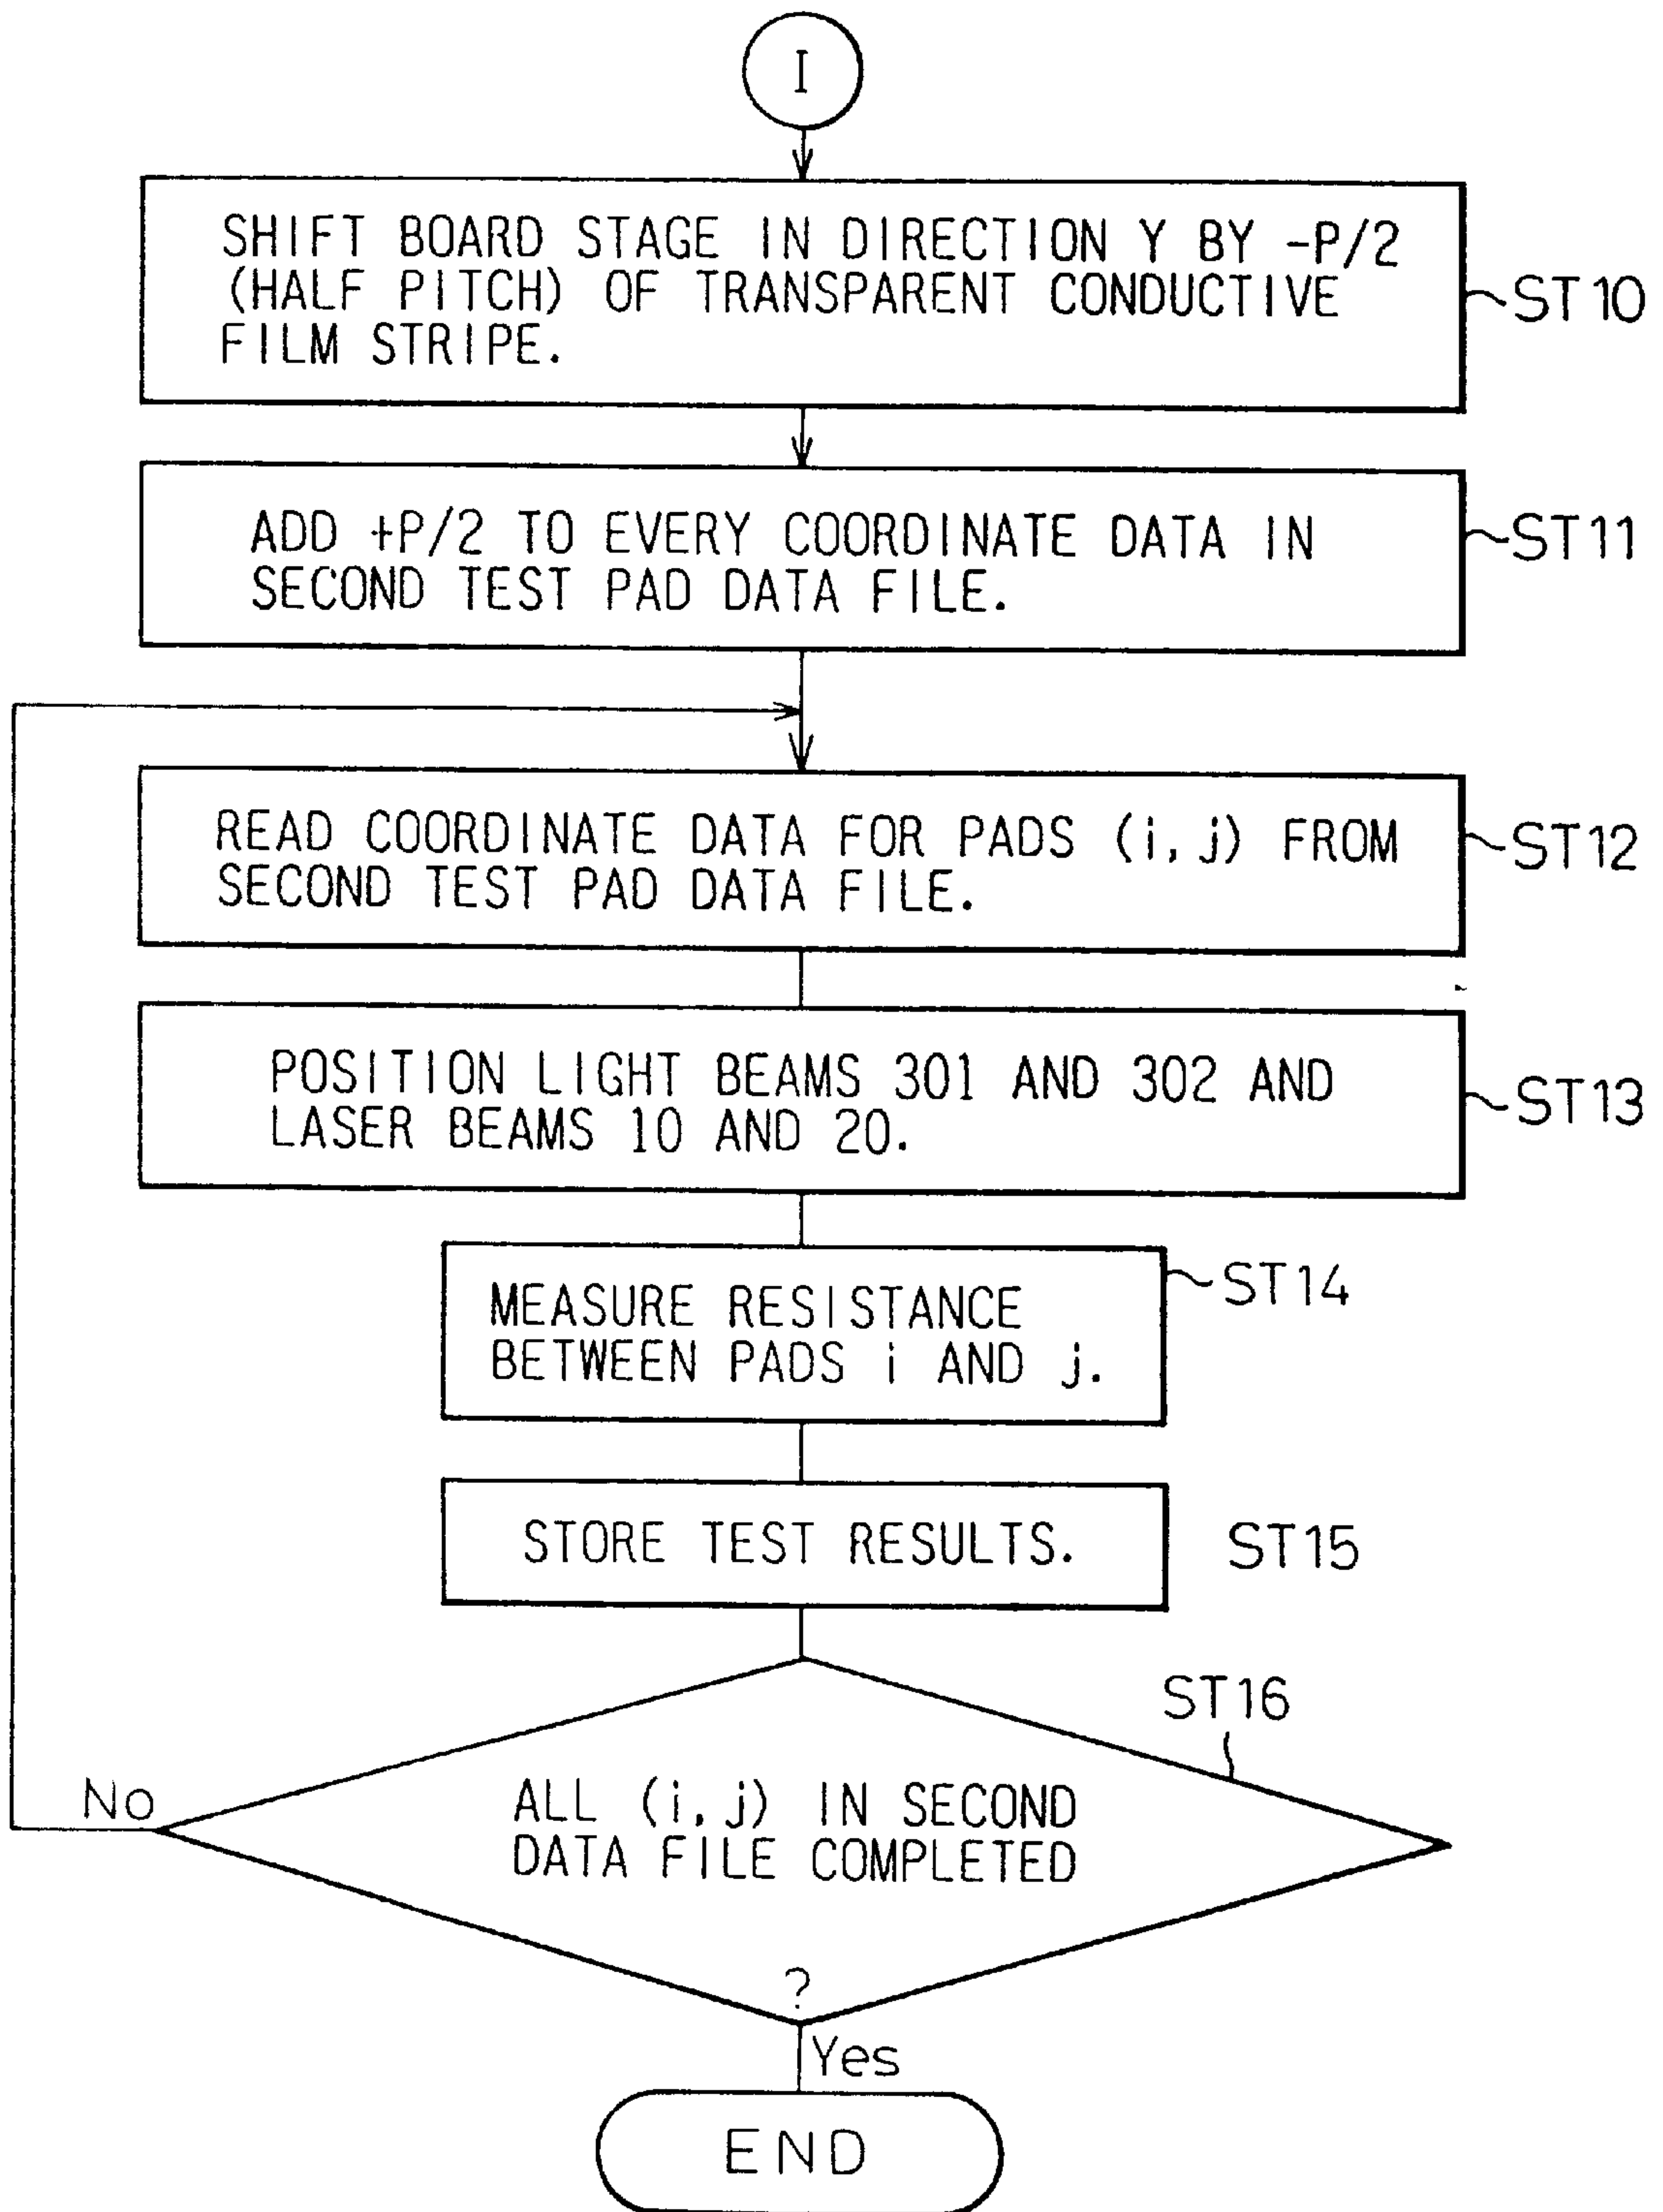 I
SHIFT BOARD STAGE IN DIRECTION Y BY -P/2
(HALF PITCH) OF TRANSPARENT CONDUCTIVE
FILM STRIPE.
ST10
ADD +P/2 TO EVERY COORDINATE DATA IN
SECOND TEST PAD DATA FILE.
ST11
READ COORDINATE DATA FOR PADS (i,j) FROM
SECOND TEST PAD DATA FILE.
ST12
POSITION LIGHT BEAMS 301 AND 302 AND
LASER BEAMS 10 AND 20.
ST13
MEASURE RESISTANCE
BETWEEN PADS i AND j.
ST14
STORE TEST RESULTS.
ST15
ST16
No
ALL (i,j) IN SECOND
DATA FILE COMPLETED
?
Yes
END